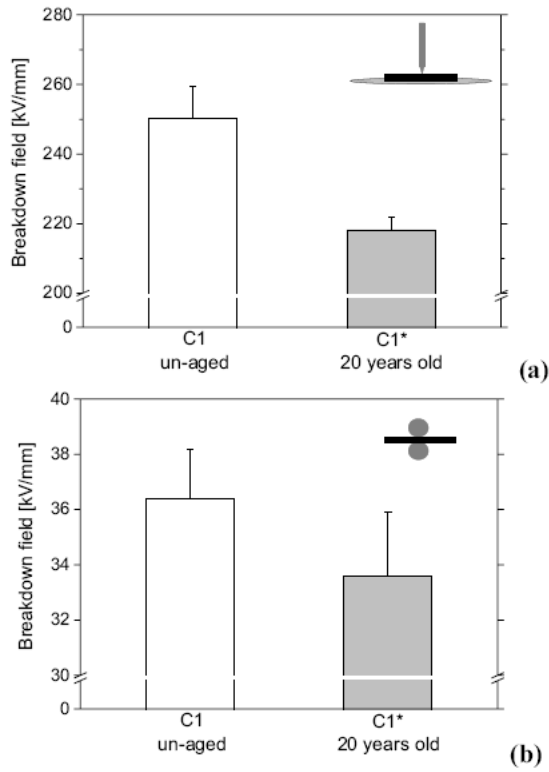 280
260
240
220
200
0
Breakdown field [kV/mm]
C1
un-aged
C1*
20 years old
(a)
40
38
36
34
32
30
0
Breakdown field [kV/mm]
C1
un-aged
C1*
20 years old
(b)